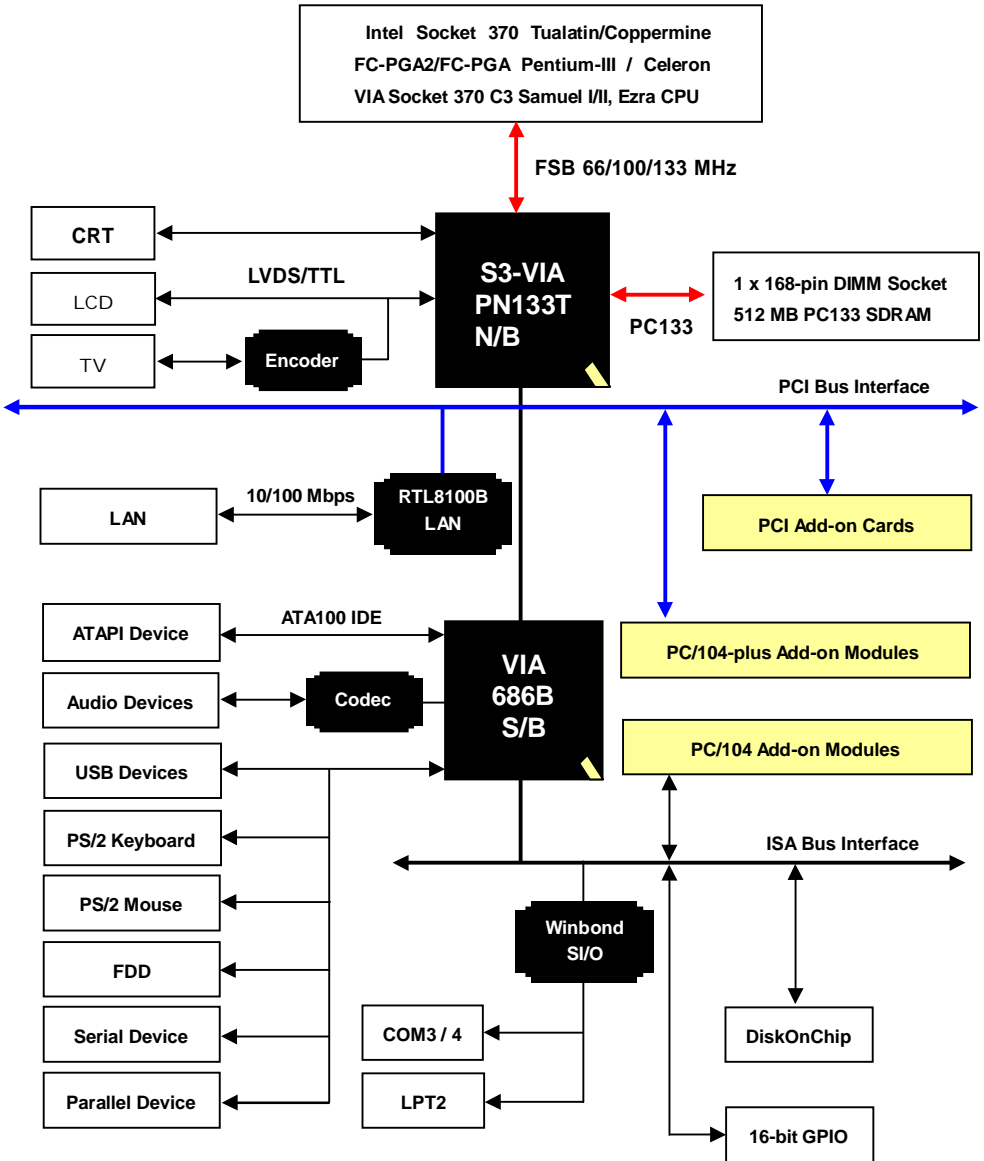 Intel Socket 370 Tualatin/Coppermine
FC-PGA2/FC-PGA Pentium-III / Celeron
VIA Socket 370 C3 Samuel I/II, Ezra CPU
FSB 66/100/133 MHz
CRT
LVDS/TTL
LCD
TV
Encoder
S3-VIA
PN133T
N/B
PC133
1 x 168-pin DIMM Socket
512 MB PC133 SDRAM
PCI Bus Interface
LAN
10/100 Mbps
RTL8100B
LAN
PCI Add-on Cards
ATAPI Device
ATA100 IDE
Audio Devices
Codec
VIA
686B
S/B
PC/104-plus Add-on Modules
PC/104 Add-on Modules
USB Devices
PS/2 Keyboard
PS/2 Mouse
FDD
Serial Device
Parallel Device
ISA Bus Interface
Winbond
SI/O
COM3 / 4
LPT2
DiskOnChip
16-bit GPIO